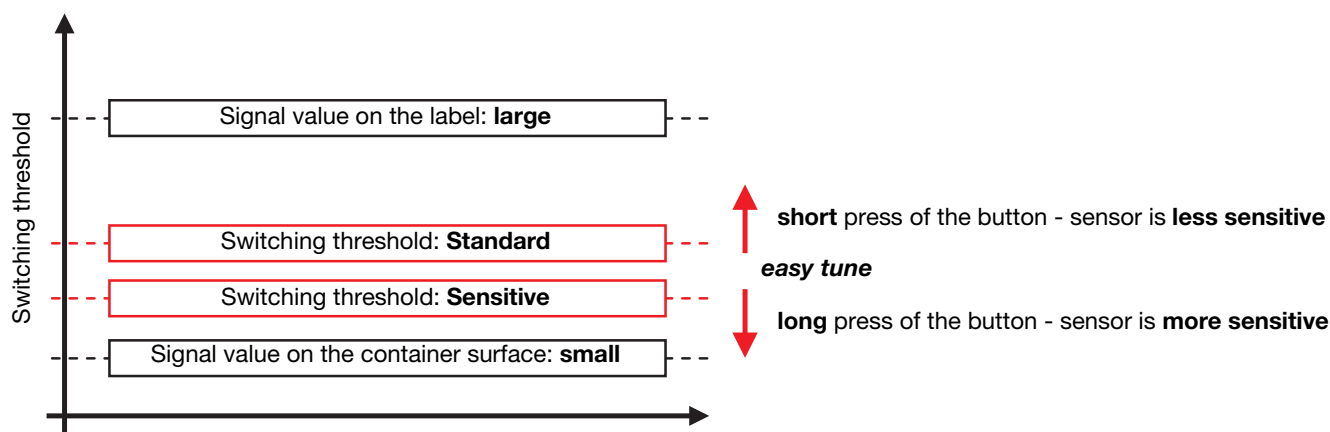 Switching threshold
Signal value on the label: large
Switching threshold: Standard
Switching threshold: Sensitive
Signal value on the container surface: small
short press of the button - sensor is less sensitive
easy tune
long press of the button - sensor is more sensitive